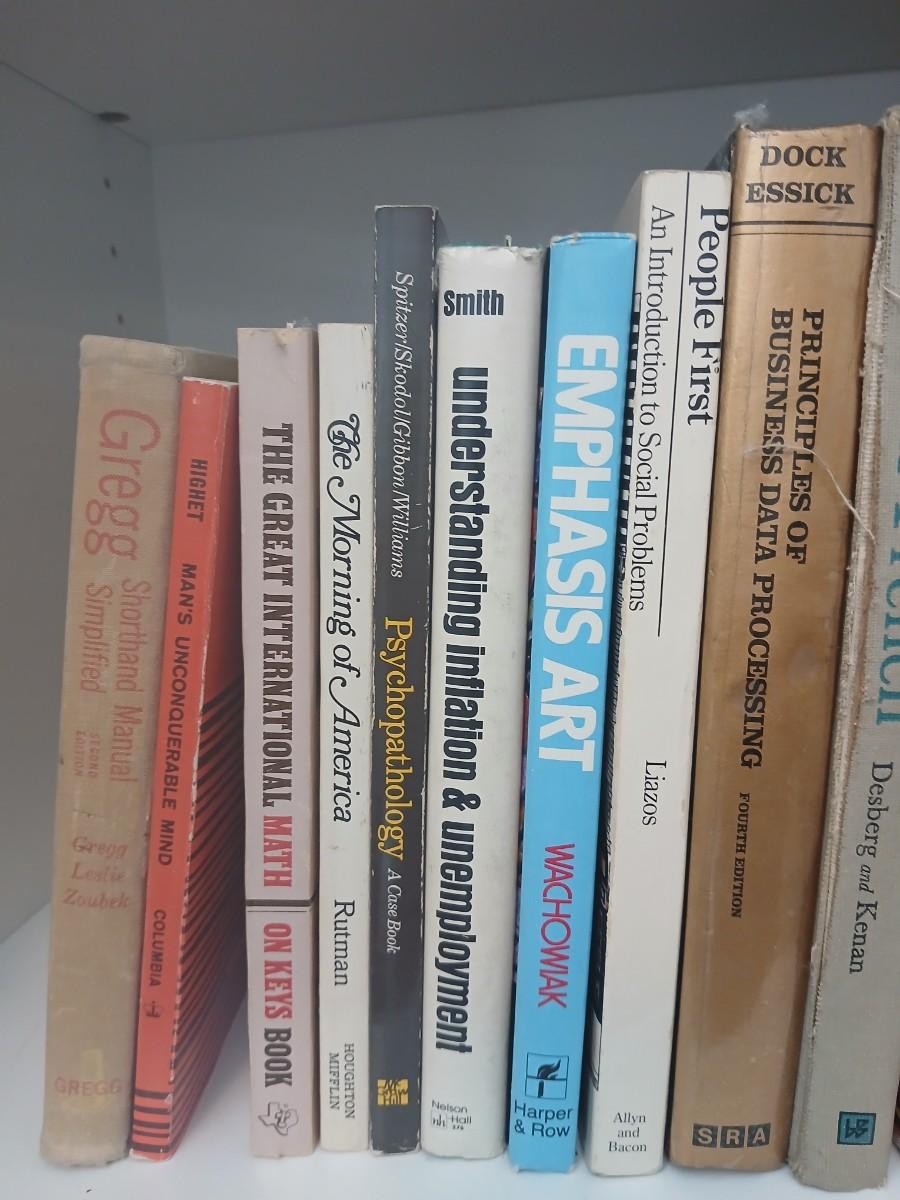 Gregg Shorthand Manual
Simplified
SECOND
EDITION
Gregg
Leslie
Zoubek
GREGG
HIGHET
MAN'S UNCONQUERABLE MIND
COLUMBIA
THE GREAT INTERNATIONAL MATH
ON KEYS BOOK
The Morning of America
Rutman
HOUGHTON
MIFFLIN
Spitzer/Skodol/Gibbon/Williams
Psychopathology
A Case Book
smith
understanding inflation & unemployment
Nelson
Hall
EMPHASIS ART
WACHOWIAK
Harper
& Row
People First
An Introduction to Social Problems
Liazos
Allyn
and
Bacon
DOCK
ESSICK
PRINCIPLES OF
BUSINESS DATA PROCESSING
FOURTH EDITION
SRA
Desberg and Kenan